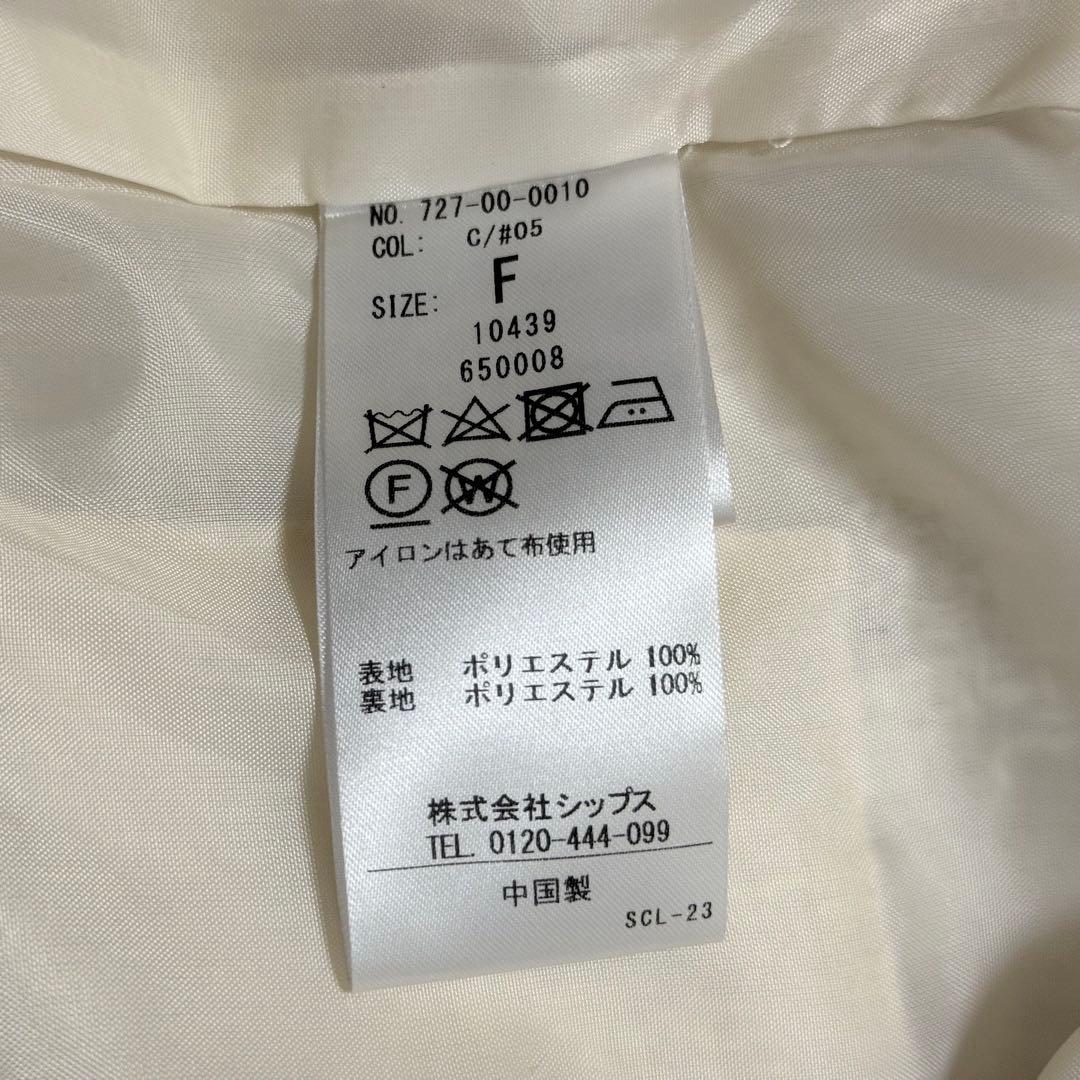 NO. 727-00-0010
COL: C/#05
SIZE: F
10439
650008
F W
アイロンはあて布使用
表地 ポリエステル 100%
裏地 ポリエステル 100%
株式会社シップス
TEL. 0120-444-099
中国製
SCL-23